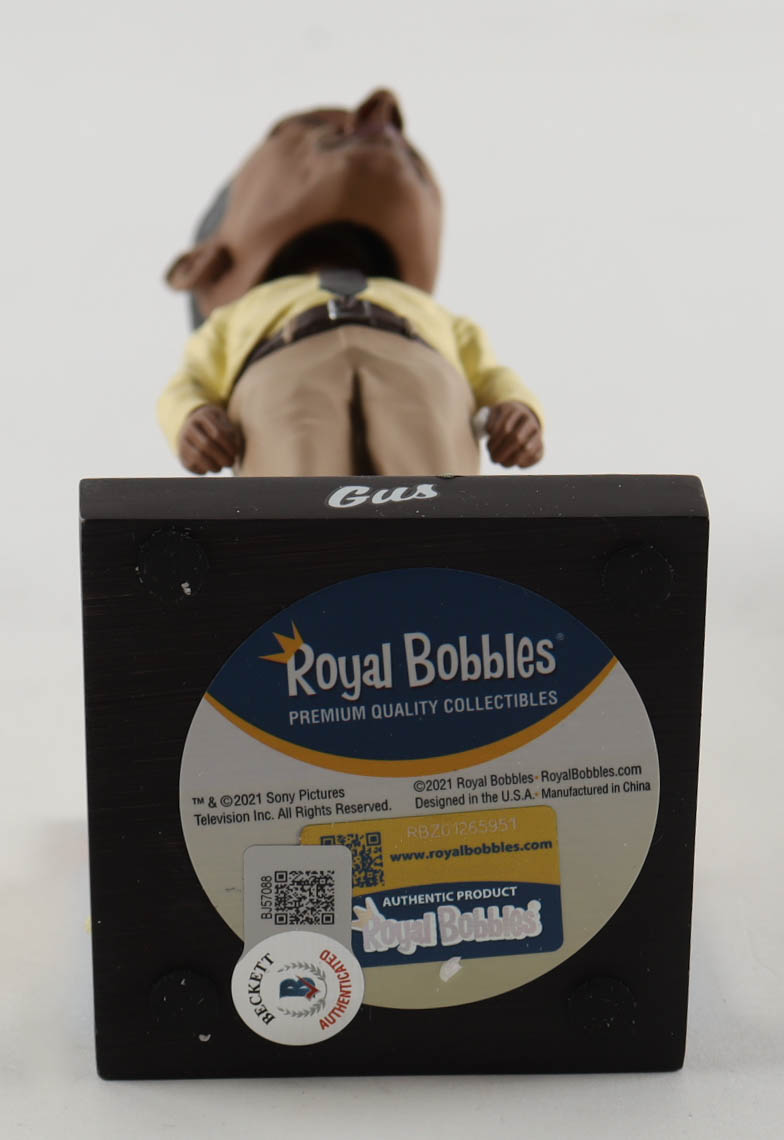 Gus
Royal Bobbles®
PREMIUM QUALITY COLLECTIBLES
™ & ©2021 Sony Pictures
Television Inc. All Rights Reserved.
©2021 Royal Bobbles • RoyalBobbles.com
Designed in the U.S.A. • Manufactured in China
RBZ01265951
www.royalbobbles.com
AUTHENTIC PRODUCT
Royal Bobbles
BJ57088
BECKETT
B
AUTHENTICATED